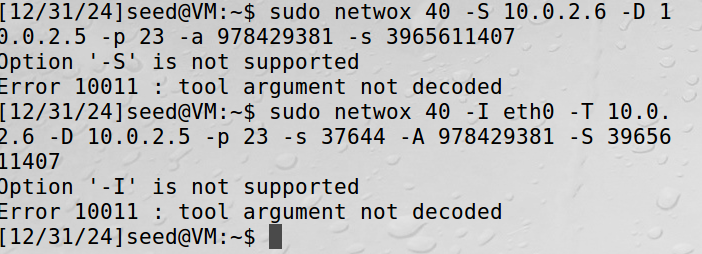 [12/31/24]seed@VM:~$ sudo netwox 40 -S 10.0.2.6 -D 1
0.0.2.5 -p 23 -a 978429381 -s 3965611407
Option '-S' is not supported
Error 10011 : tool argument not decoded
[12/31/24]seed@VM:~$ sudo netwox 40 -I eth0 -T 10.0.
2.6 -D 10.0.2.5 -p 23 -s 37644 -A 978429381 -S 39656
11407
Option '-I' is not supported
Error 10011 : tool argument not decoded
[12/31/24]seed@VM:~$